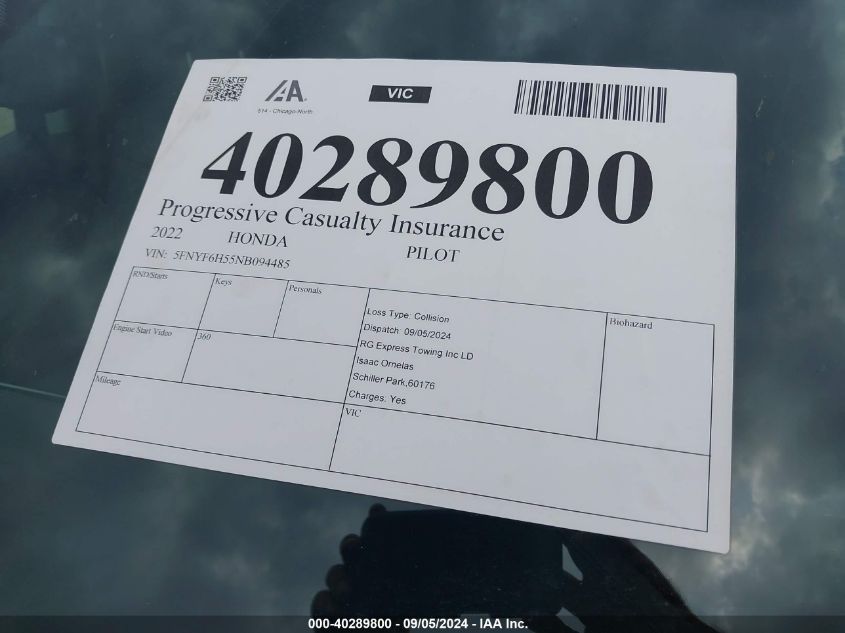 IAA
VIC
514 - Chicago-North
40289800
Progressive Casualty Insurance
2022 HONDA PILOT
VIN: 5FNYF6H55NB094485
RND/Starts
Keys
Personals
Loss Type: Collision
Dispatch: 09/05/2024
RG Express Towing Inc LD
Isaac Ornelas
Schiller Park,60176
Charges: Yes
Biohazard
Engine Start Video
360
Mileage
VIC
000-40289800 - 09/05/2024 - IAA Inc.